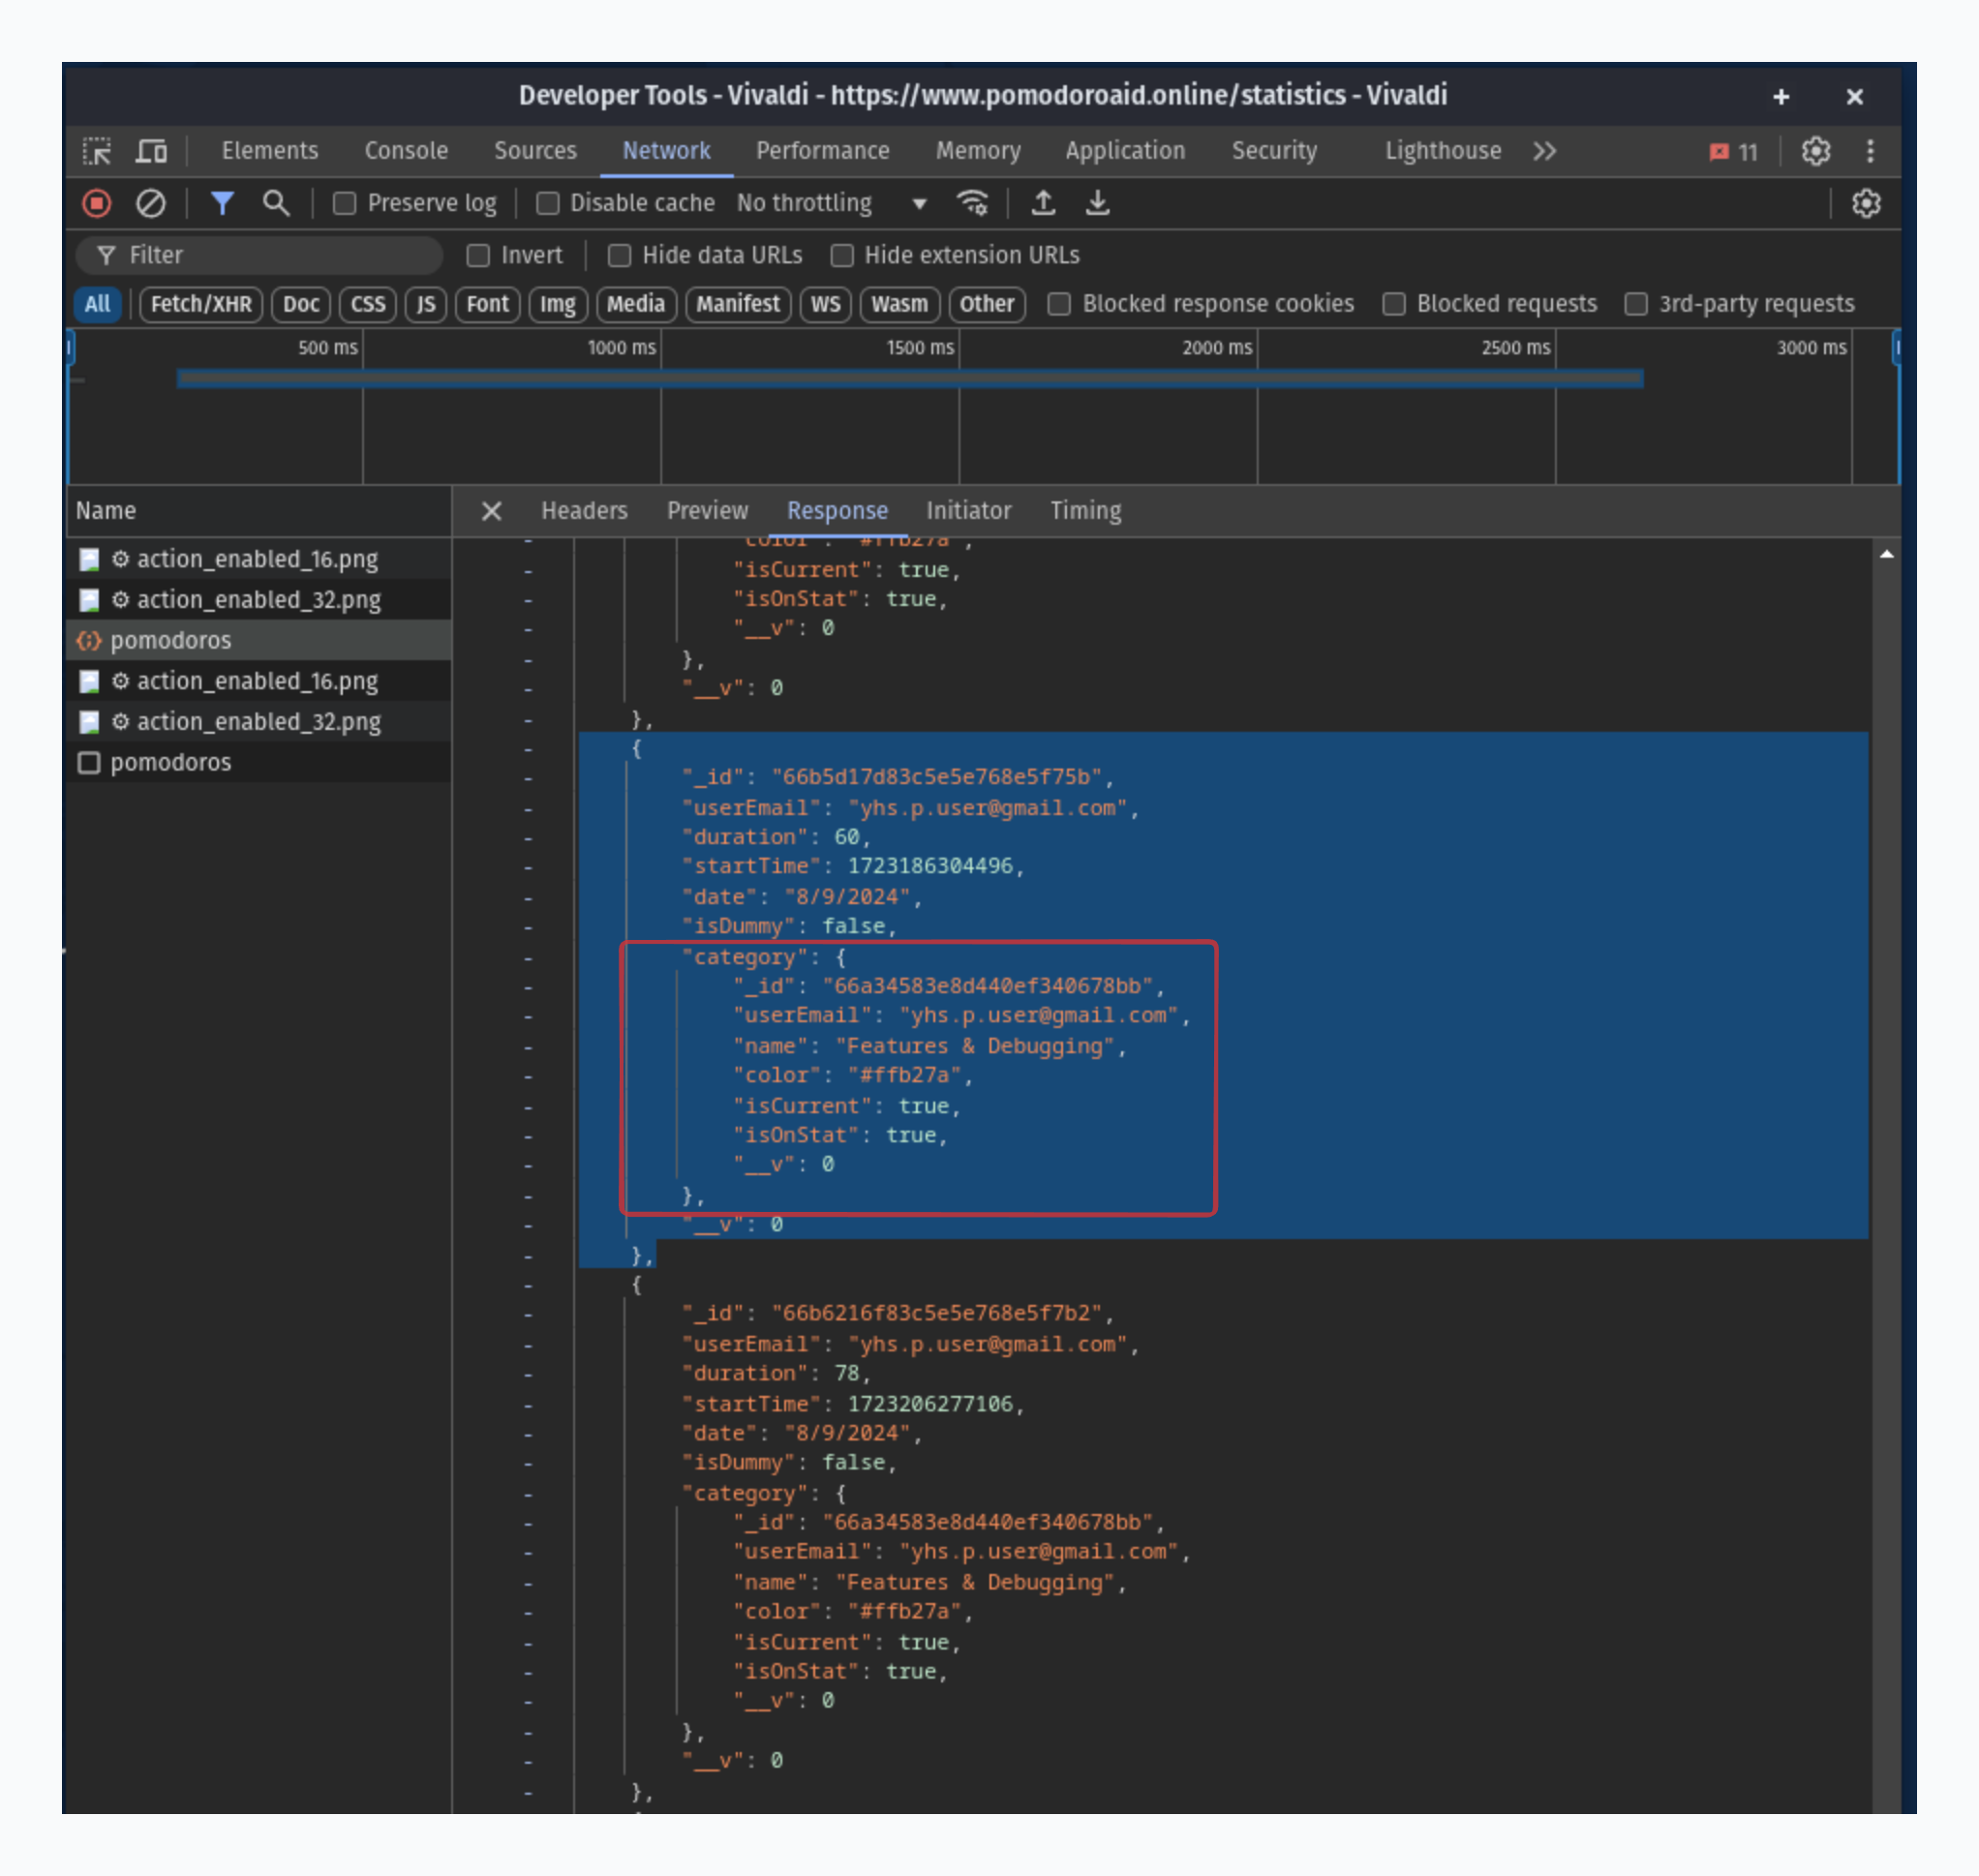 Developer Tools - Vivaldi - https://www.pomodoroaid.online/statistics - Vivaldi
Elements Console Sources Network Performance Memory Application Security Lighthouse 11
Preserve log Disable cache No throttling
Filter Invert Hide data URLs Hide extension URLs
All Fetch/XHR Doc CSS JS Font Img Media Manifest WS Wasm Other Blocked response cookies Blocked requests 3rd-party requests
500 ms 1000 ms 1500 ms 2000 ms 2500 ms 3000 ms
Name
action_enabled_16.png
action_enabled_32.png
pomodoros
action_enabled_16.png
action_enabled_32.png
pomodoros
Headers Preview Response Initiator Timing
"color": "#ffb27a",
"isCurrent": true,
"isOnStat": true,
"__v": 0
},
"__v": 0
},
{
"_id": "66b5d17d83c5e5e768e5f75b",
"userEmail": "yhs.p.user@gmail.com",
"duration": 60,
"startTime": 1723186304496,
"date": "8/9/2024",
"isDummy": false,
"category": {
"_id": "66a34583e8d440ef340678bb",
"userEmail": "yhs.p.user@gmail.com",
"name": "Features & Debugging",
"color": "#ffb27a",
"isCurrent": true,
"isOnStat": true,
"__v": 0
},
"__v": 0
},
{
"_id": "66b6216f83c5e5e768e5f7b2",
"userEmail": "yhs.p.user@gmail.com",
"duration": 78,
"startTime": 1723206277106,
"date": "8/9/2024",
"isDummy": false,
"category": {
"_id": "66a34583e8d440ef340678bb",
"userEmail": "yhs.p.user@gmail.com",
"name": "Features & Debugging",
"color": "#ffb27a",
"isCurrent": true,
"isOnStat": true,
"__v": 0
},
"__v": 0
},